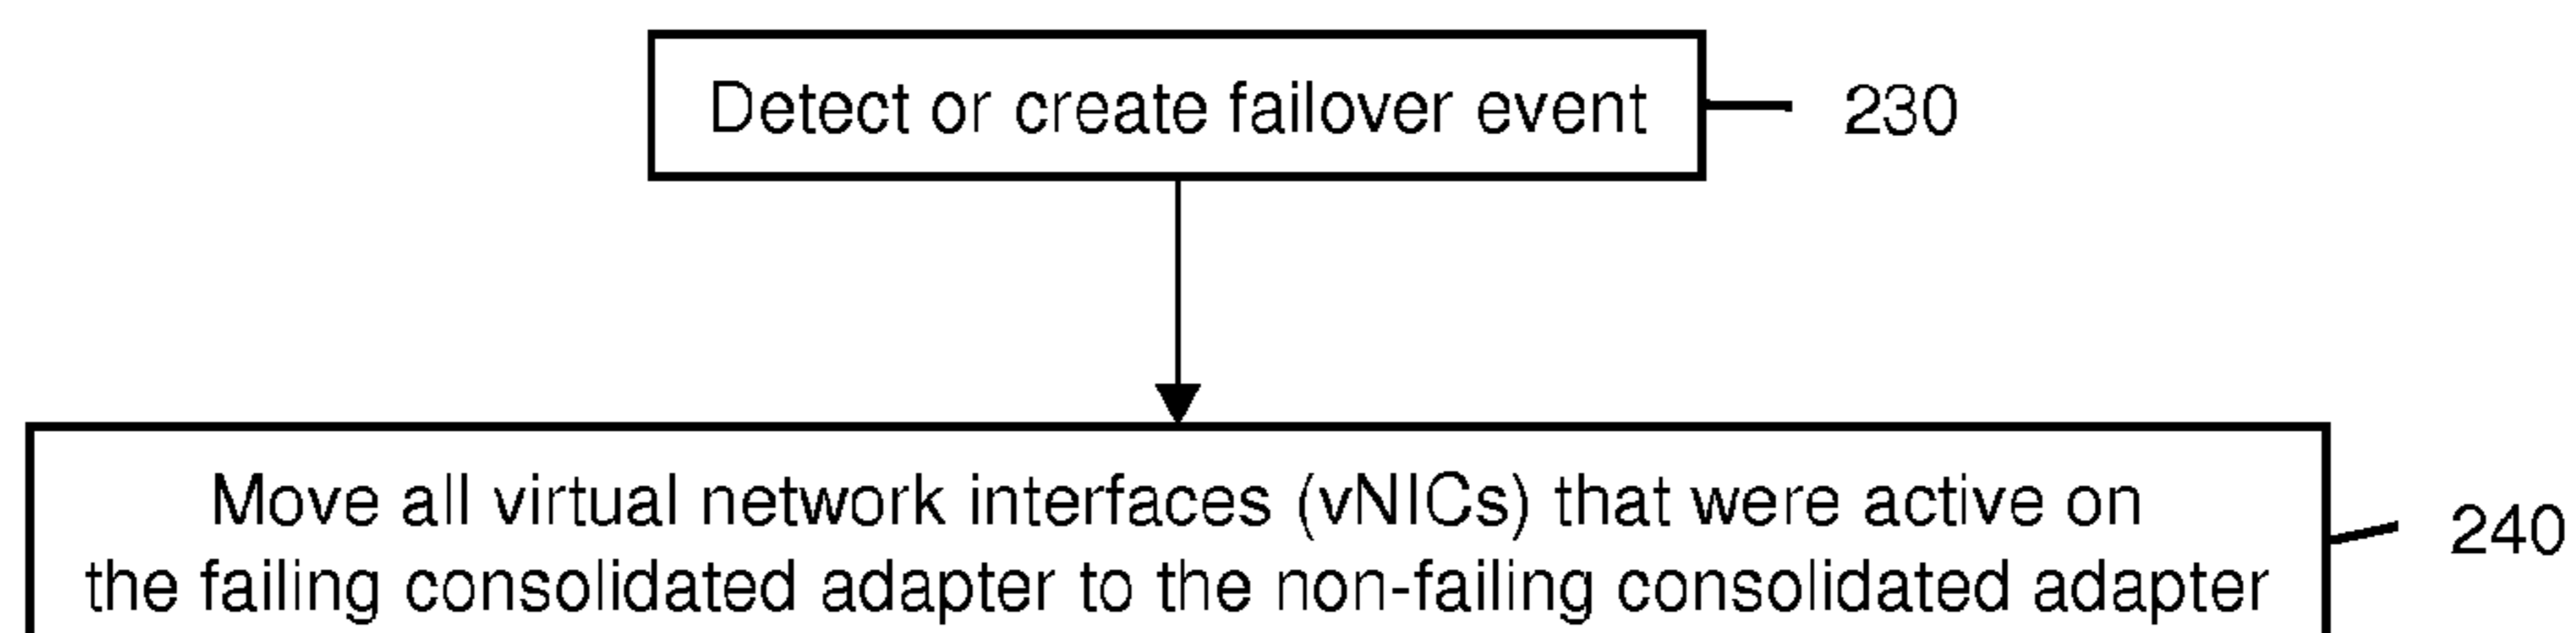 Detect or create failover event
230
Move all virtual network interfaces (vNICs) that were active on
the failing consolidated adapter to the non-failing consolidated adapter
240